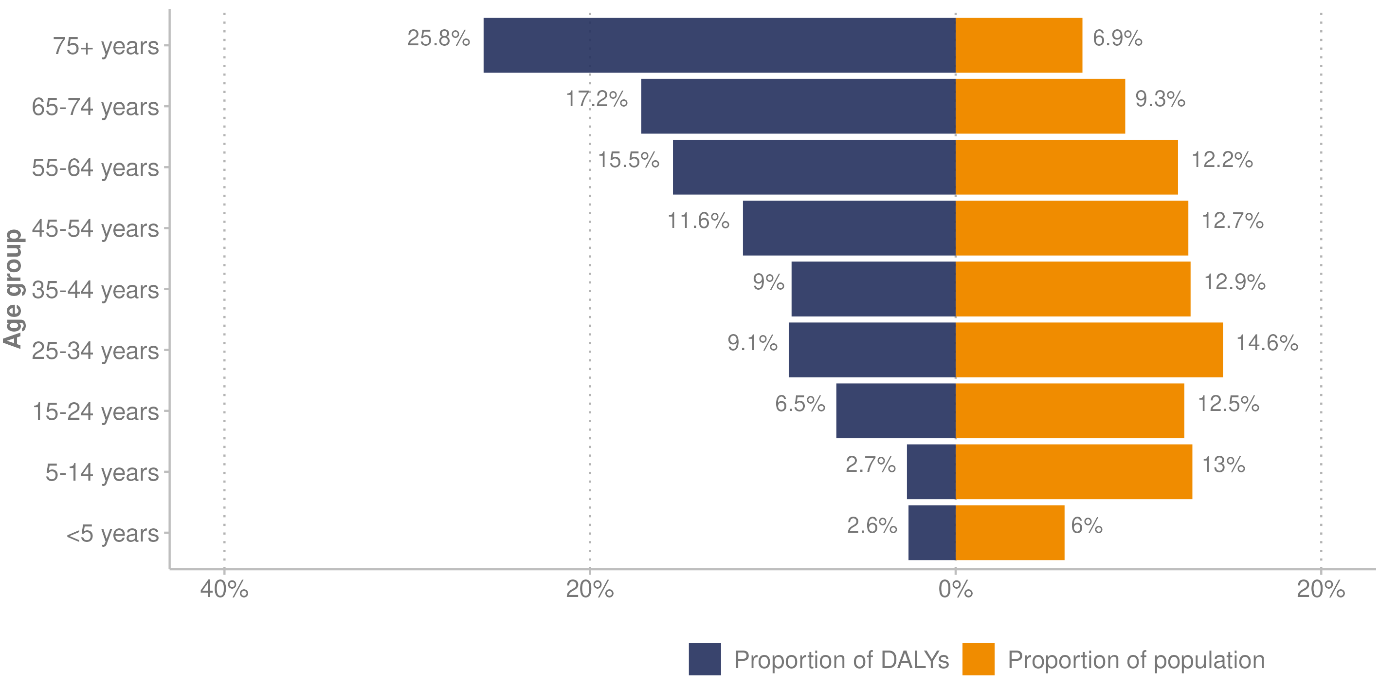 Age group
75+ years 25.8% 6.9%
65-74 years 17.2% 9.3%
55-64 years 15.5% 12.2%
45-54 years 11.6% 12.7%
35-44 years 9% 12.9%
25-34 years 9.1% 14.6%
15-24 years 6.5% 12.5%
5-14 years 2.7% 13%
<5 years 2.6% 6%
40% 20% 0% 20%
Proportion of DALYs Proportion of population